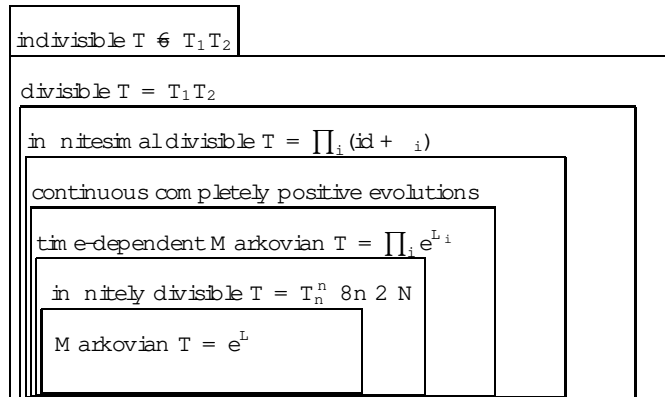 indivisible T ≠ T₁T₂
divisible T = T₁T₂
in nitesim al divisible T = ∏ᵢ (id + ᵢ)
continuous com pletely positive evolutions
tim e-dependent M arkovian T = ∏ᵢ e^{L ᵢ}
in nitely divisible T = Tₙⁿ 8n 2 N
M arkovian T = e^L